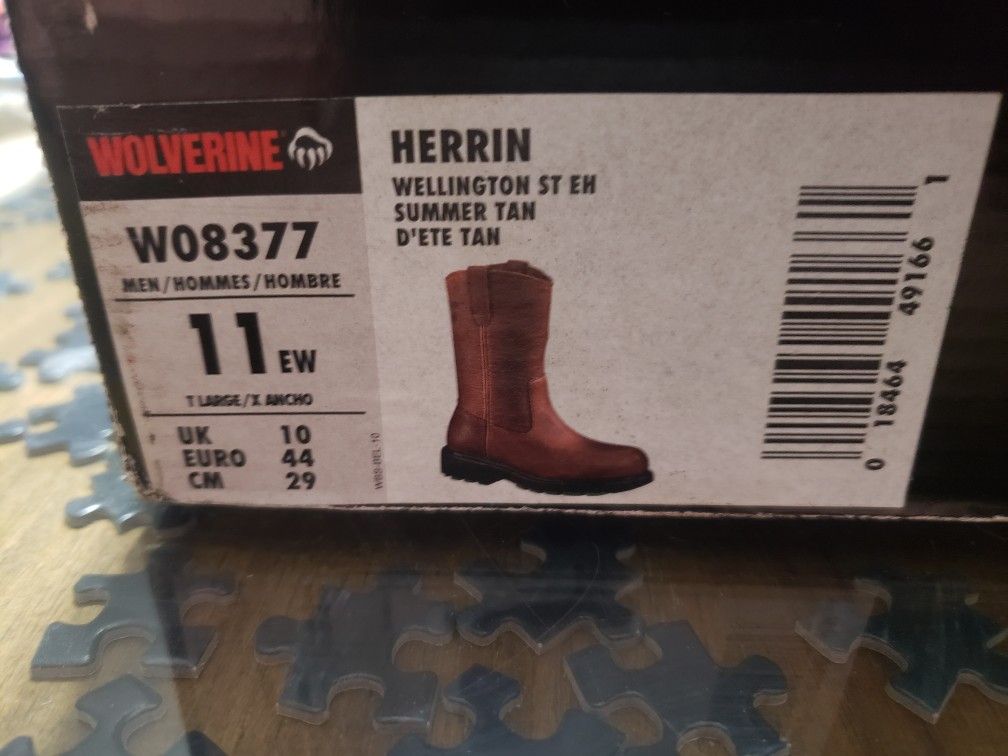 WOLVERINE
W08377
MEN/HOMMES/HOMBRE
11 EW
T LARGE/X ANCHO
UK 10
EURO 44
CM 29
HERRIN
WELLINGTON ST EH
SUMMER TAN
D'ETE TAN
0 18464 49166 1